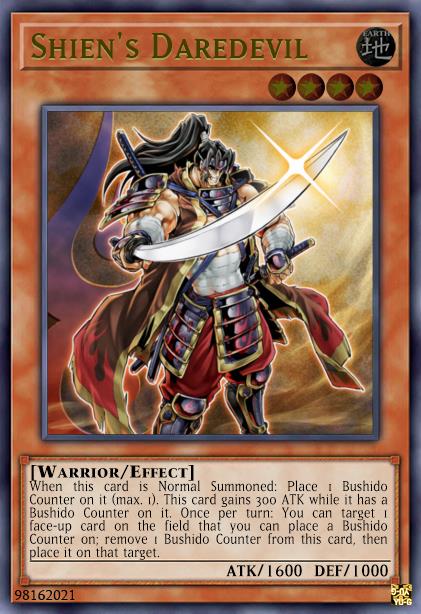 Shien's Daredevil
EARTH
地
[Warrior/Effect]
When this card is Normal Summoned: Place 1 Bushido
Counter on it (max. 1). This card gains 300 ATK while it has a
Bushido Counter on it. Once per turn: You can target 1
face-up card on the field that you can place a Bushido
Counter on; remove 1 Bushido Counter from this card, then
place it on that target.
ATK/1600 DEF/1000
98162021